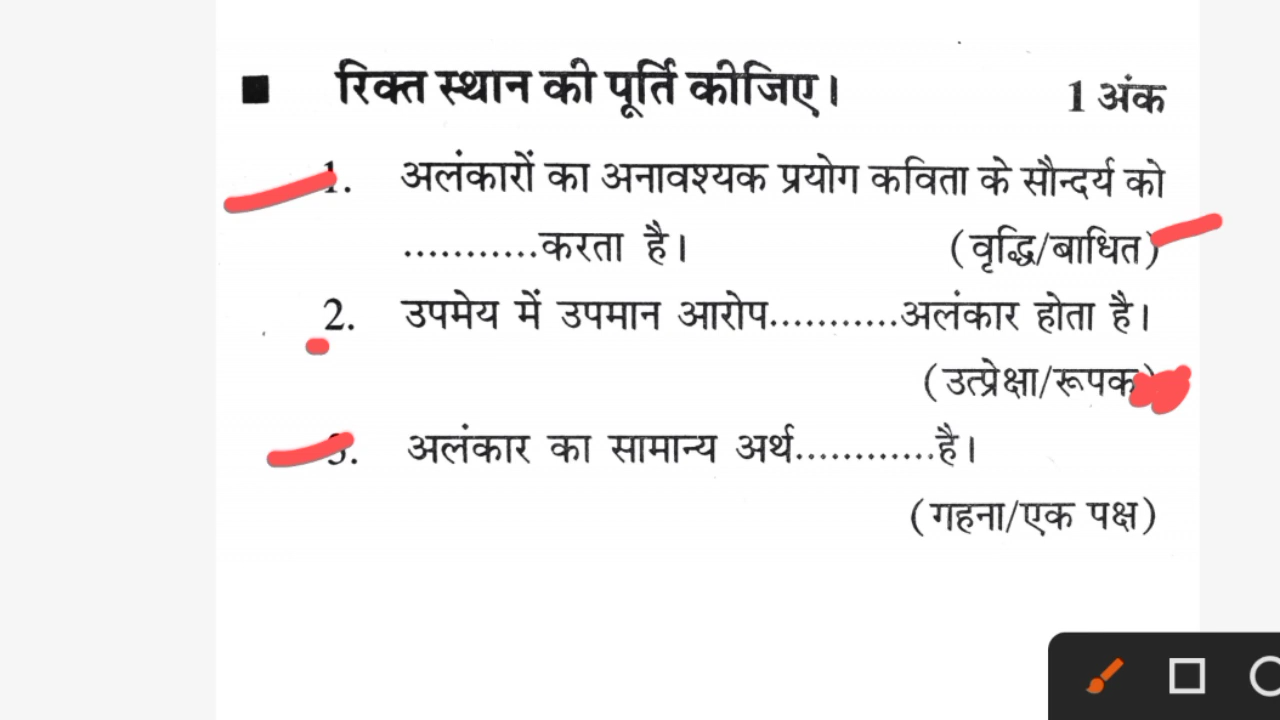 ■ रिक्त स्थान की पूर्ति कीजिए। 1 अंक
1. अलंकारों का अनावश्यक प्रयोग कविता के सौन्दर्य को
............करता है। (वृद्धि/बाधित)
2. उपमेय में उपमान आरोप............अलंकार होता है।
(उत्प्रेक्षा/रूपक)
3. अलंकार का सामान्य अर्थ.............है।
(गहना/एक पक्ष)